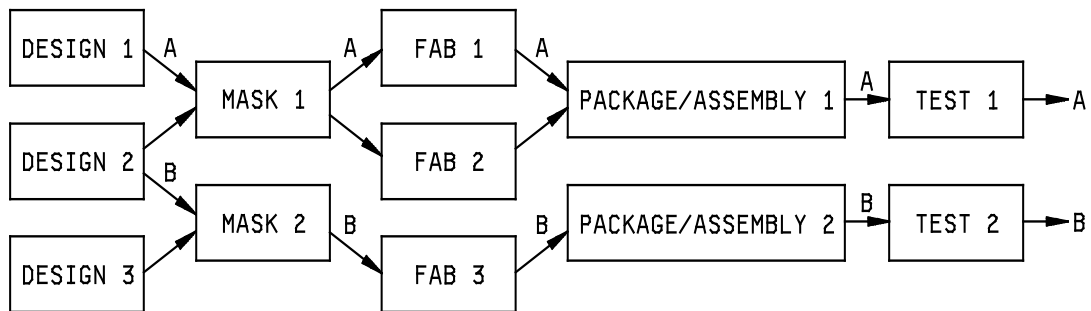 DESIGN 1
A
MASK 1
A
FAB 1
A
PACKAGE/ASSEMBLY 1
A
TEST 1
A
DESIGN 2
FAB 2
B
MASK 2
B
FAB 3
B
PACKAGE/ASSEMBLY 2
B
TEST 2
B
DESIGN 3